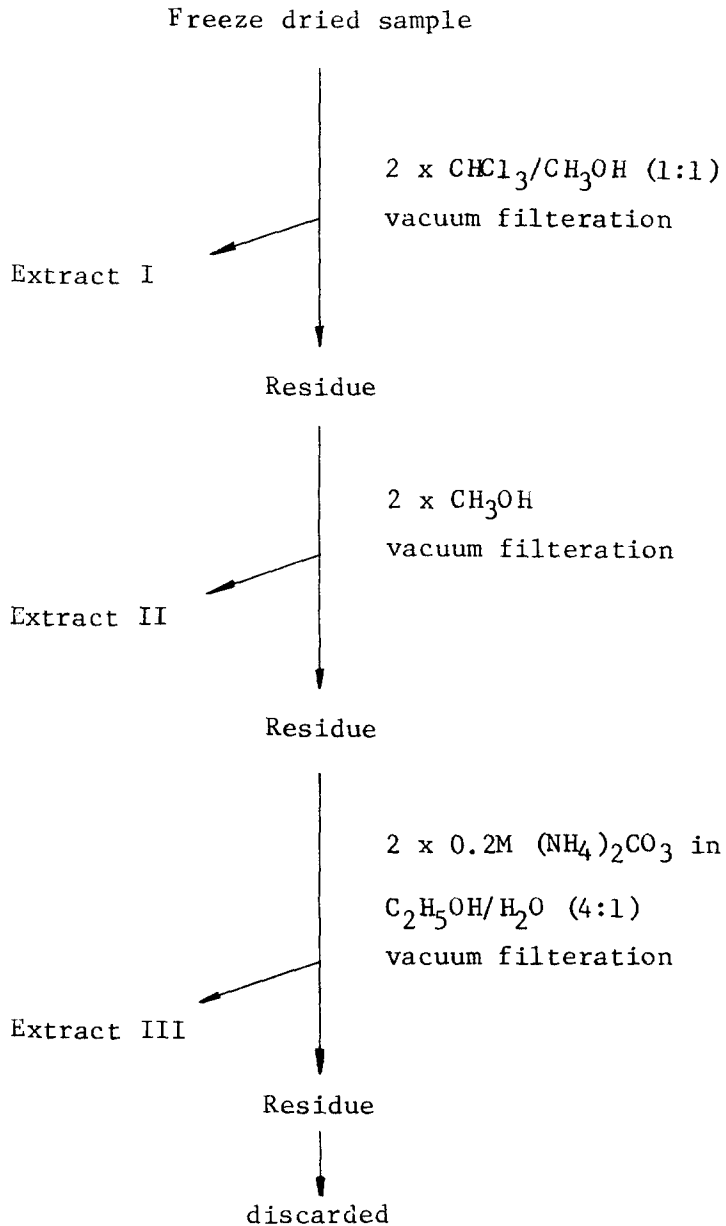 Freeze dried sample
2 x CHCl3/CH3OH (1:1)
vacuum filteration
Extract I
Residue
2 x CH3OH
vacuum filteration
Extract II
Residue
2 x 0.2M (NH4)2CO3 in
C2H5OH/H2O (4:1)
vacuum filteration
Extract III
Residue
discarded